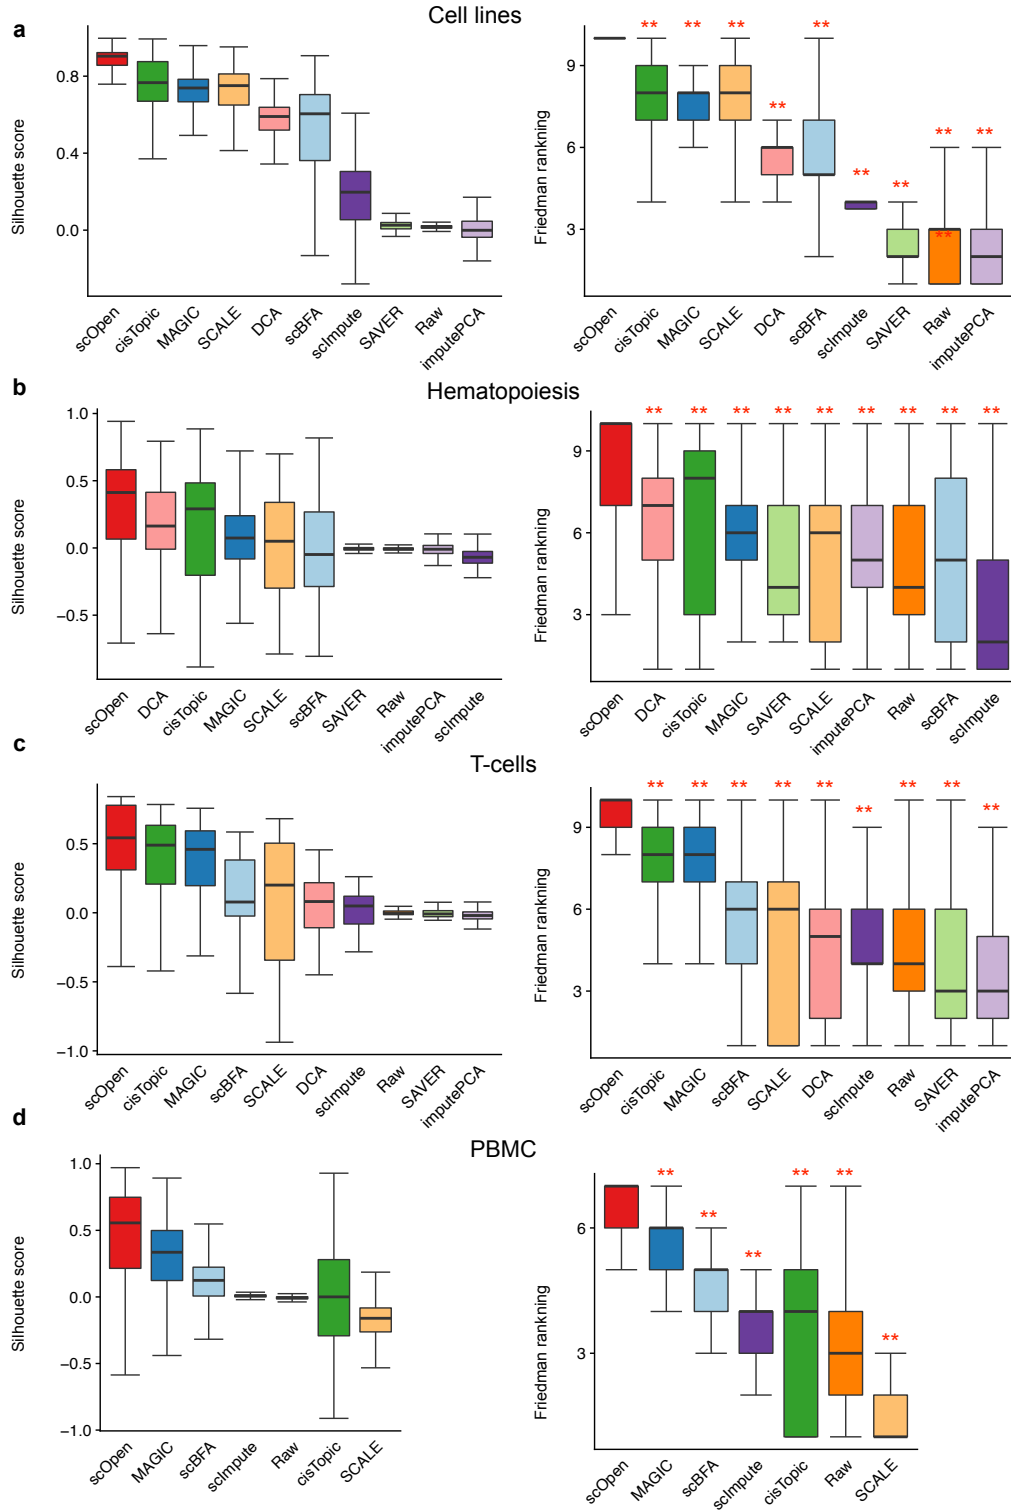 a
Cell lines
Silhouette score
0.8
0.4
0.0
scOpen
cisTopic
MAGIC
SCALE
DCA
scBFA
scImpute
SAVER
Raw
imputePCA
Friedman rankning
9
6
3
** ** ** **
**
** **
** **
**
scOpen
cisTopic
MAGIC
SCALE
DCA
scBFA
scImpute
SAVER
Raw
imputePCA
b
Hematopoiesis
Silhouette score
1.0
0.5
0.0
−0.5
scOpen
DCA
cisTopic
MAGIC
SCALE
scBFA
SAVER
Raw
imputePCA
scImpute
Friedman rankning
9
6
3
** ** ** ** ** ** ** ** **
scOpen
DCA
cisTopic
MAGIC
SAVER
SCALE
imputePCA
Raw
scBFA
scImpute
c
T-cells
Silhouette score
0.5
0.0
−0.5
−1.0
scOpen
cisTopic
MAGIC
scBFA
SCALE
DCA
scImpute
Raw
SAVER
imputePCA
Friedman rankning
9
6
3
** ** ** ** ** ** ** ** **
scOpen
cisTopic
MAGIC
scBFA
SCALE
DCA
scImpute
Raw
SAVER
imputePCA
d
PBMC
Silhouette score
1.0
0.5
0.0
−0.5
−1.0
scOpen
MAGIC
scBFA
scImpute
Raw
cisTopic
SCALE
Friedman rankning
6
3
** ** **
**
**
**
scOpen
MAGIC
scBFA
scImpute
cisTopic
Raw
SCALE